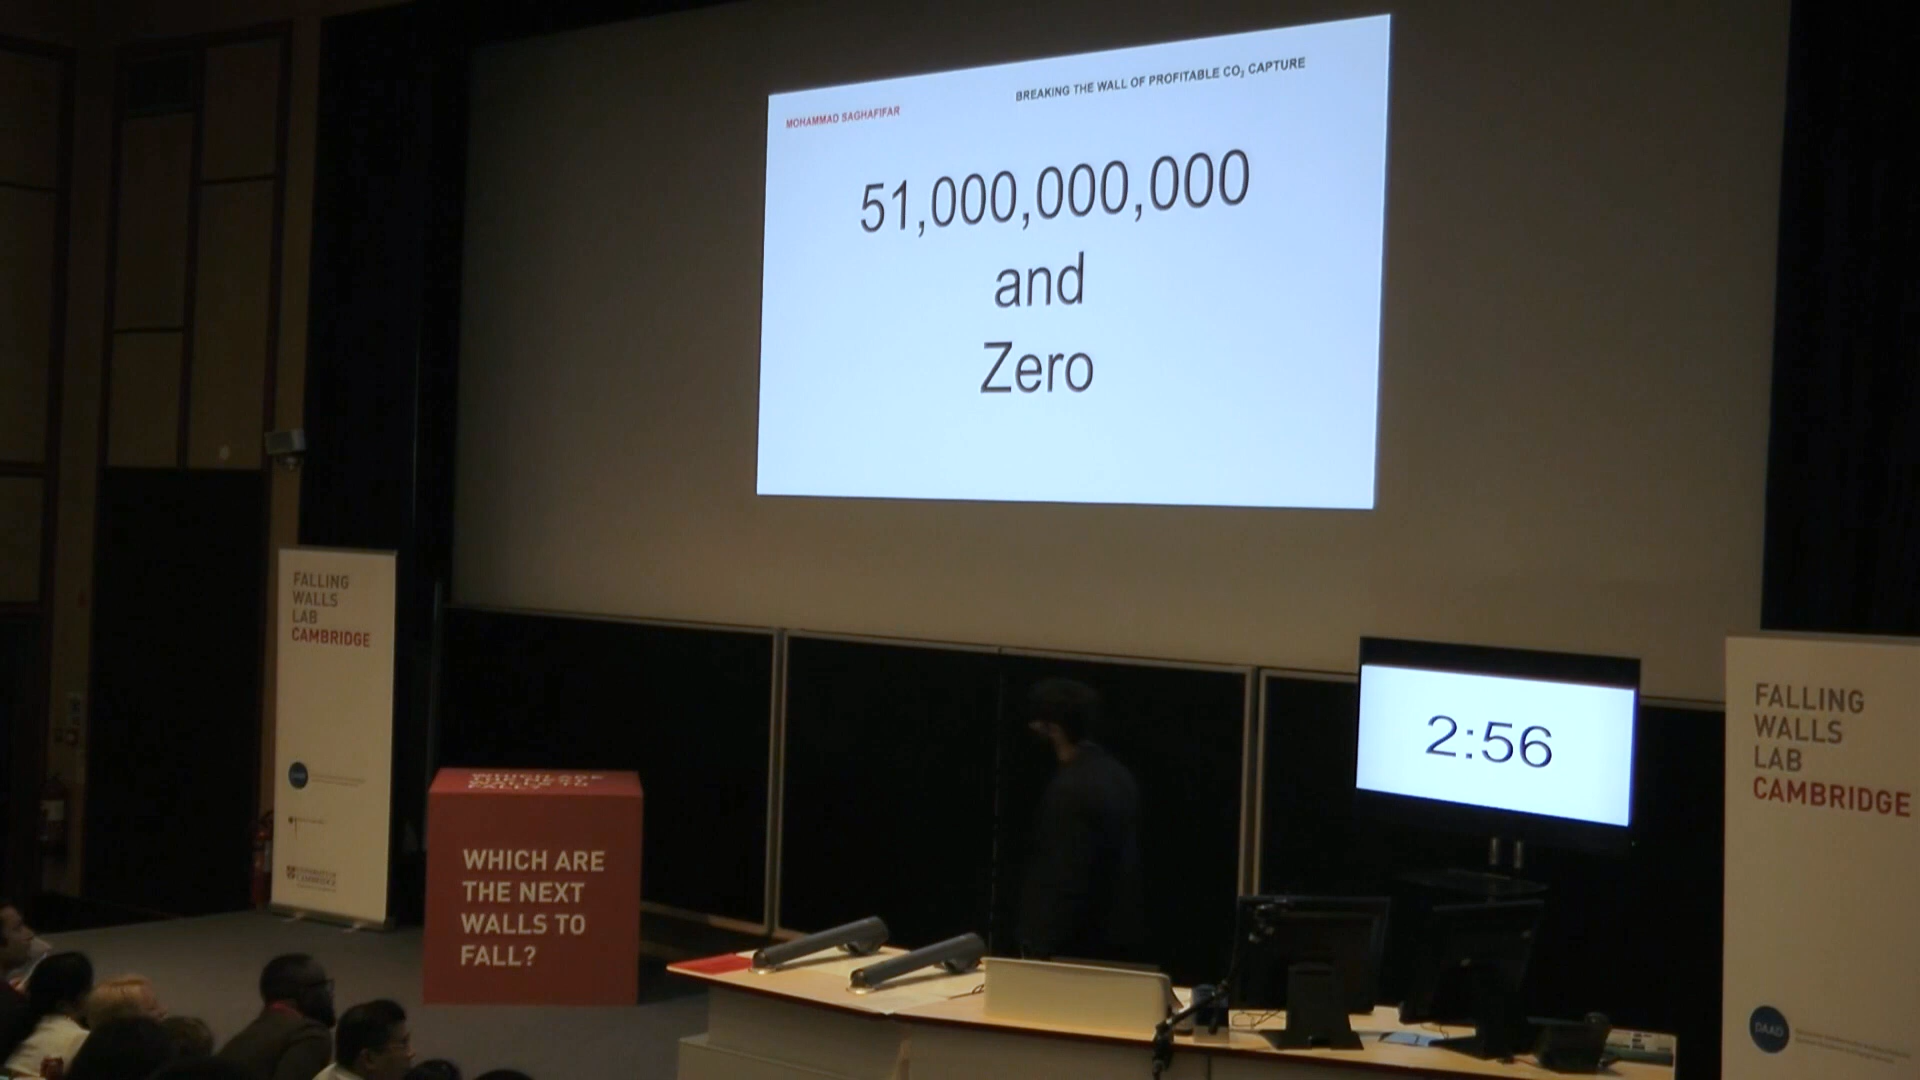 MOHAMMAD SAGHAFIFAR
BREAKING THE WALL OF PROFITABLE CO₂ CAPTURE
51,000,000,000
and
Zero
FALLING
WALLS
LAB
CAMBRIDGE
WHICH ARE
THE NEXT
WALLS TO
FALL?
2:56
FALLING
WALLS
LAB
CAMBRIDGE
DAAD